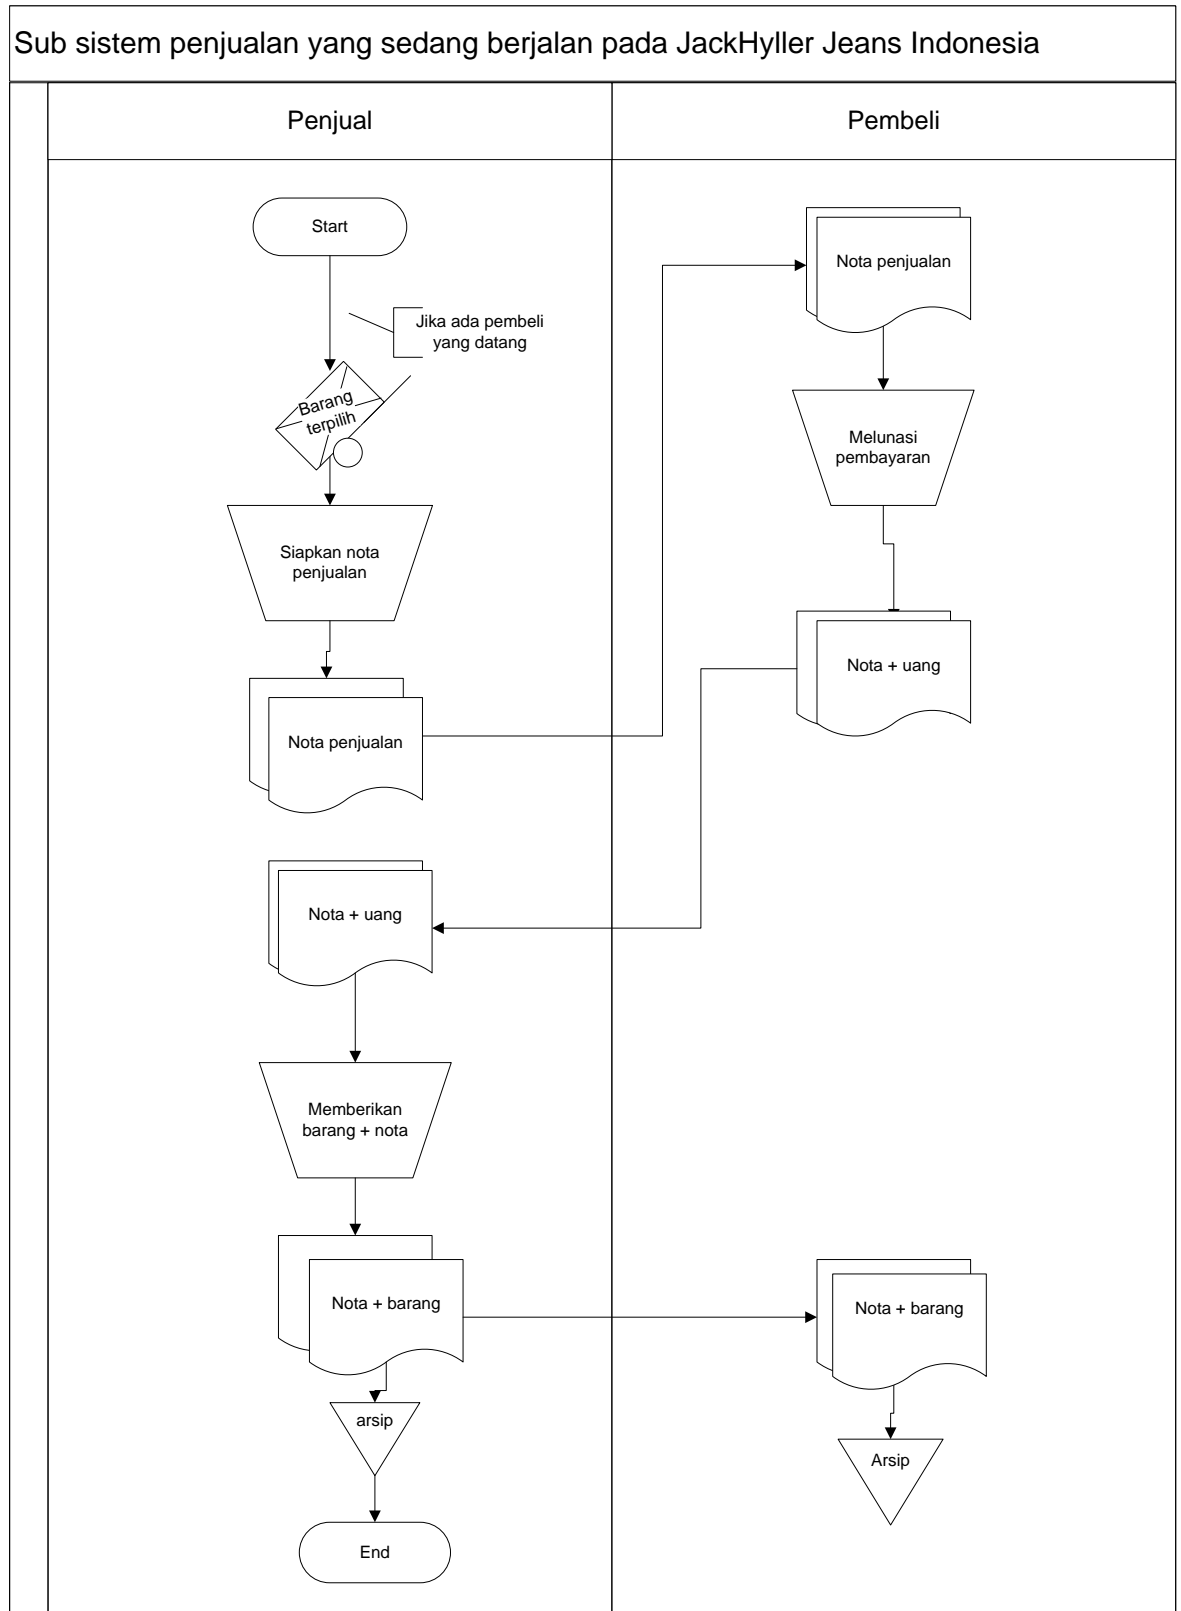 Sub sistem penjualan yang sedang berjalan pada JackHyller Jeans Indonesia
Penjual
Pembeli
Start
Jika ada pembeli
yang datang
Barang
terpilih
Siapkan nota
penjualan
Nota penjualan
Nota penjualan
Melunasi
pembayaran
Nota + uang
Nota + uang
Memberikan
barang + nota
Nota + barang
Nota + barang
arsip
Arsip
End